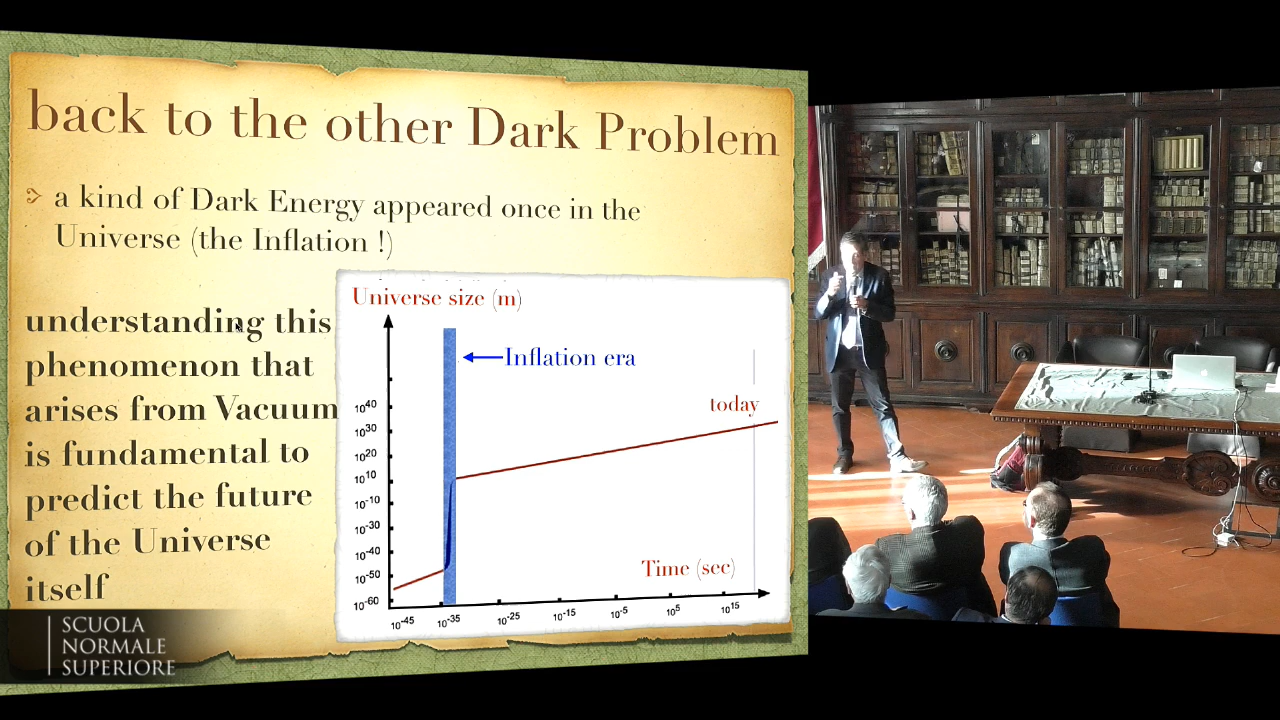 back to the other Dark Problem
a kind of Dark Energy appeared once in the
Universe (the Inflation !)
understanding this
phenomenon that
arises from Vacuum
is fundamental to
predict the future
of the Universe
itself
Universe size (m)
Inflation era
today
10^40
10^30
10^20
10^10
10^-10
10^-30
10^-40
10^-50
10^-60
Time (sec)
10^-45 10^-35 10^-25 10^-15 10^-5 10^5 10^15
SCUOLA
NORMALE
SUPERIORE